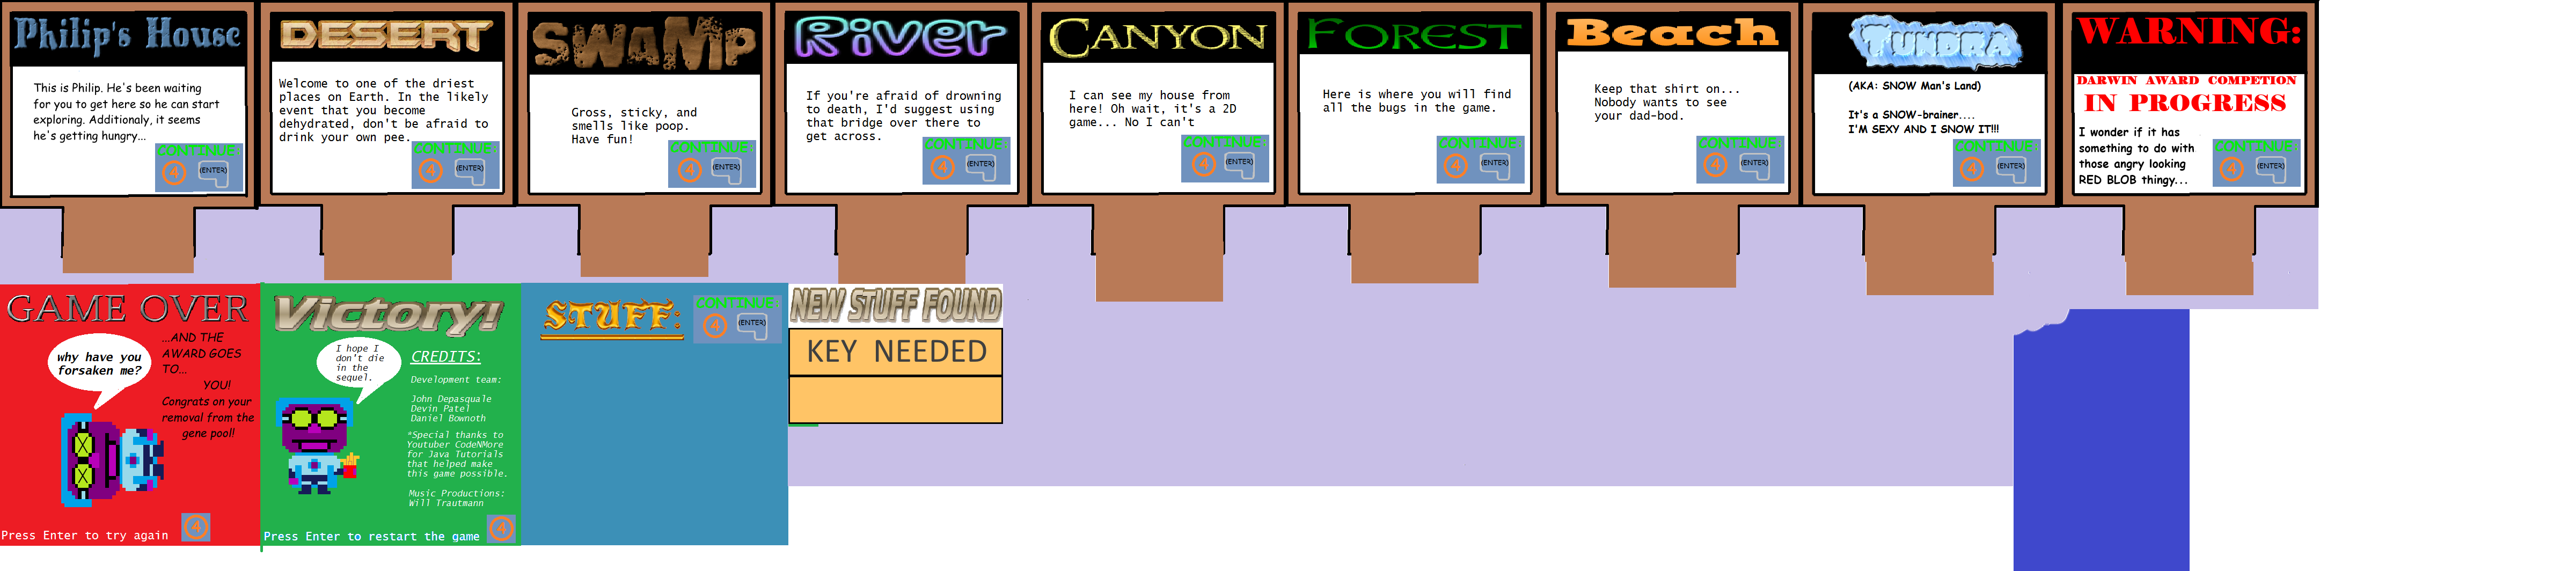 Philip's House
This is Philip. He's been waiting
for you to get here so he can start
exploring. Additionaly, it seems
he's getting hungry...
CONTINUE:
4 (ENTER)
DESERT
Welcome to one of the driest
places on Earth. In the likely
event that you become
dehydrated, don't be afraid to
drink your own pee.
CONTINUE:
4 (ENTER)
SWAMP
Gross, sticky, and
smells like poop.
Have fun!
CONTINUE:
4 (ENTER)
River
If you're afraid of drowning
to death, I'd suggest using
that bridge over there to
get across.
CONTINUE:
4 (ENTER)
CANYON
I can see my house from
here! Oh wait, it's a 2D
game... No I can't
CONTINUE:
4 (ENTER)
FOREST
Here is where you will find
all the bugs in the game.
CONTINUE:
4 (ENTER)
Beach
Keep that shirt on...
Nobody wants to see
your dad-bod.
CONTINUE:
4 (ENTER)
TUNDRA
(AKA: SNOW Man's Land)
It's a SNOW-brainer....
I'M SEXY AND I SNOW IT!!!
CONTINUE:
4 (ENTER)
WARNING:
DARWIN AWARD COMPETION
IN PROGRESS
I wonder if it has
something to do with
those angry looking
RED BLOB thingy...
CONTINUE:
4 (ENTER)
GAME OVER
why have you
forsaken me?
...AND THE
AWARD GOES
TO...
YOU!
Congrats on your
removal from the
gene pool!
Press Enter to try again 4
Victory!
I hope I
don't die
in the
sequel.
CREDITS:
Development team:
John Depasquale
Devin Patel
Daniel Bownoth
*Special thanks to
Youtuber CodeNMore
for Java Tutorials
that helped make
this game possible.
Music Productions:
Will Trautmann
Press Enter to restart the game 4
STUFF:
CONTINUE:
4 (ENTER)
NEW STUFF FOUND
KEY NEEDED